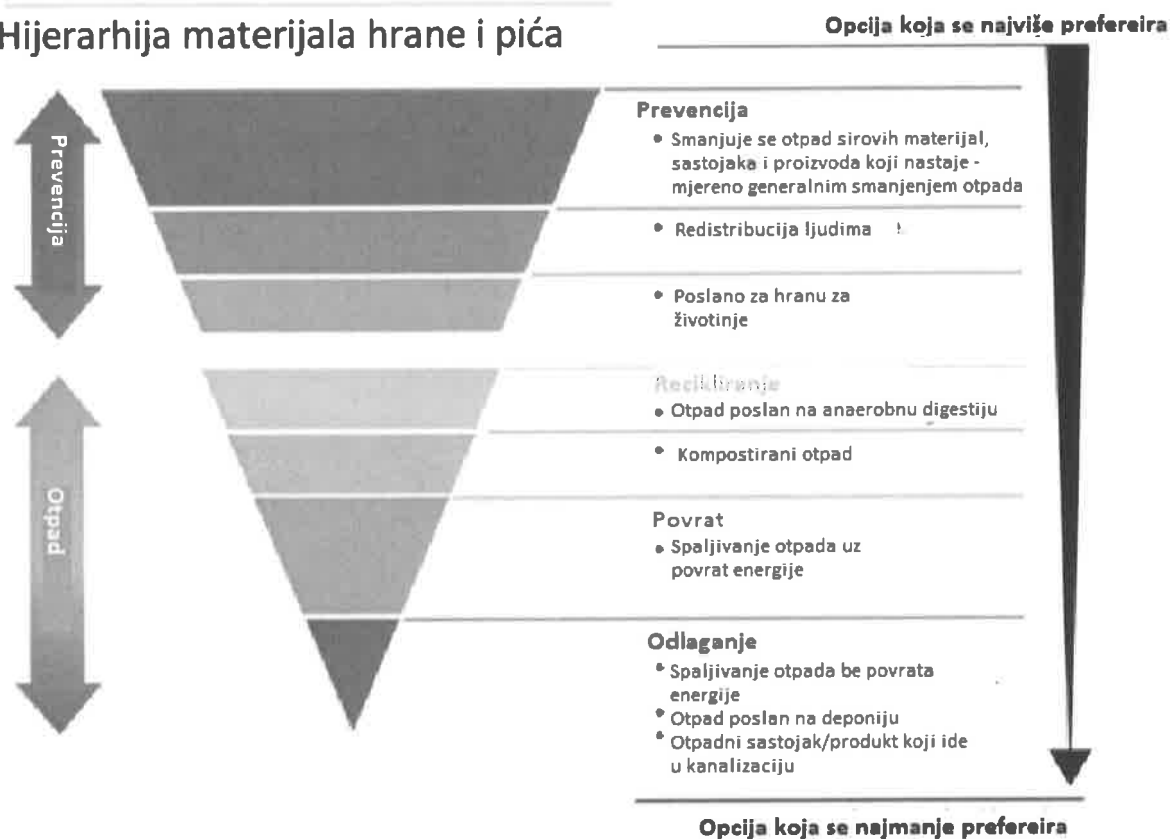 Hijerarhija materijala hrane i pića
Opcija koja se najviše prefereira
Prevencija
Otpad
Prevencija
• Smanjuje se otpad sirovih materijal,
sastojaka i proizvoda koji nastaje -
mjereno generalnim smanjenjem otpada
• Redistribucija ljudima
• Poslano za hranu za
životinje
Recikliranje
• Otpad poslan na anaerobnu digestiju
• Kompostirani otpad
Povrat
• Spaljivanje otpada uz
povrat energije
Odlaganje
• Spaljivanje otpada be povrata
energije
• Otpad poslan na deponiju
• Otpadni sastojak/produkt koji ide
u kanalizaciju
Opcija koja se najmanje prefereira